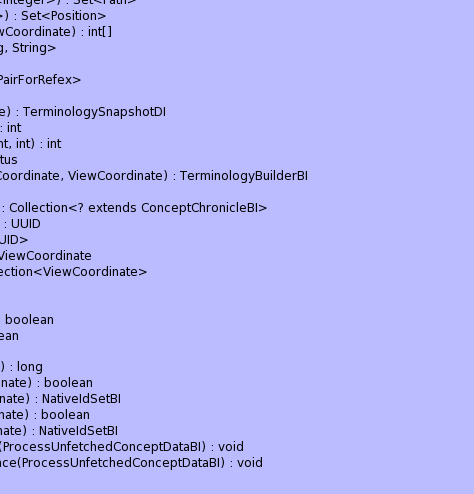 <Integer>) : Set<Path>
>) : Set<Position>
wCoordinate) : int[]
g, String>
PairForRefex>
e) : TerminologySnapshotDI
: int
nt, int) : int
tus
Coordinate, ViewCoordinate) : TerminologyBuilderBI
: Collection<? extends ConceptChronicleBI>
: UUID
UID>
ViewCoordinate
ection<ViewCoordinate>
boolean
ean
) : long
nate) : boolean
nate) : NativeIdSetBI
nate) : boolean
nate) : NativeIdSetBI
(ProcessUnfetchedConceptDataBI) : void
nce(ProcessUnfetchedConceptDataBI) : void